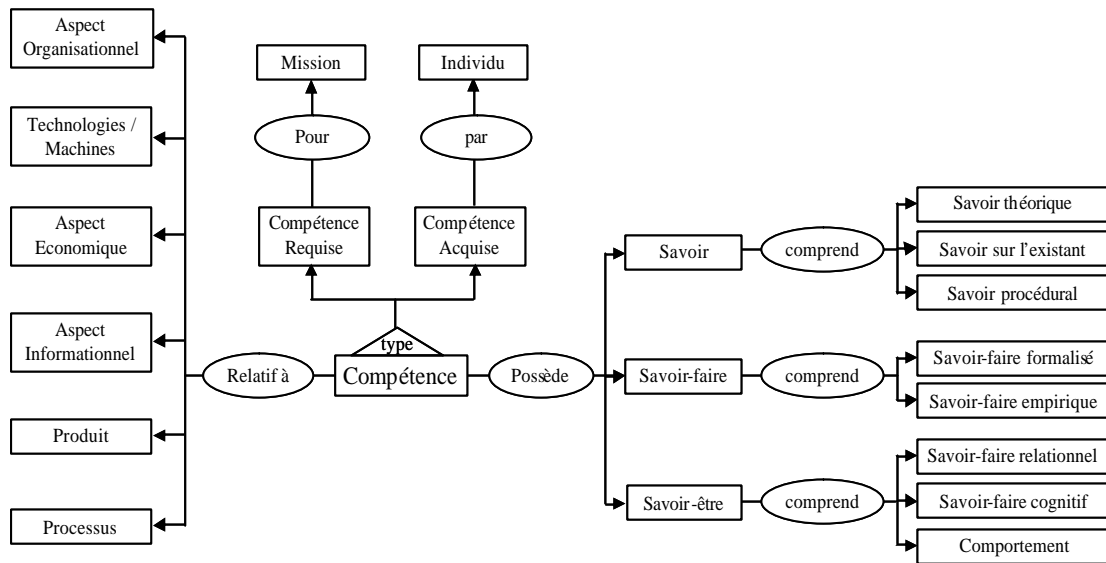 Aspect
Organisationnel
Technologies /
Machines
Aspect
Economique
Aspect
Informationnel
Produit
Processus
Mission
Individu
Pour
par
Compétence
Requise
Compétence
Acquise
type
Relatif à
Compétence
Possède
Savoir
comprend
Savoir théorique
Savoir sur l'existant
Savoir procédural
Savoir-faire
comprend
Savoir-faire formalisé
Savoir-faire empirique
Savoir-être
comprend
Savoir-faire relationnel
Savoir-faire cognitif
Comportement